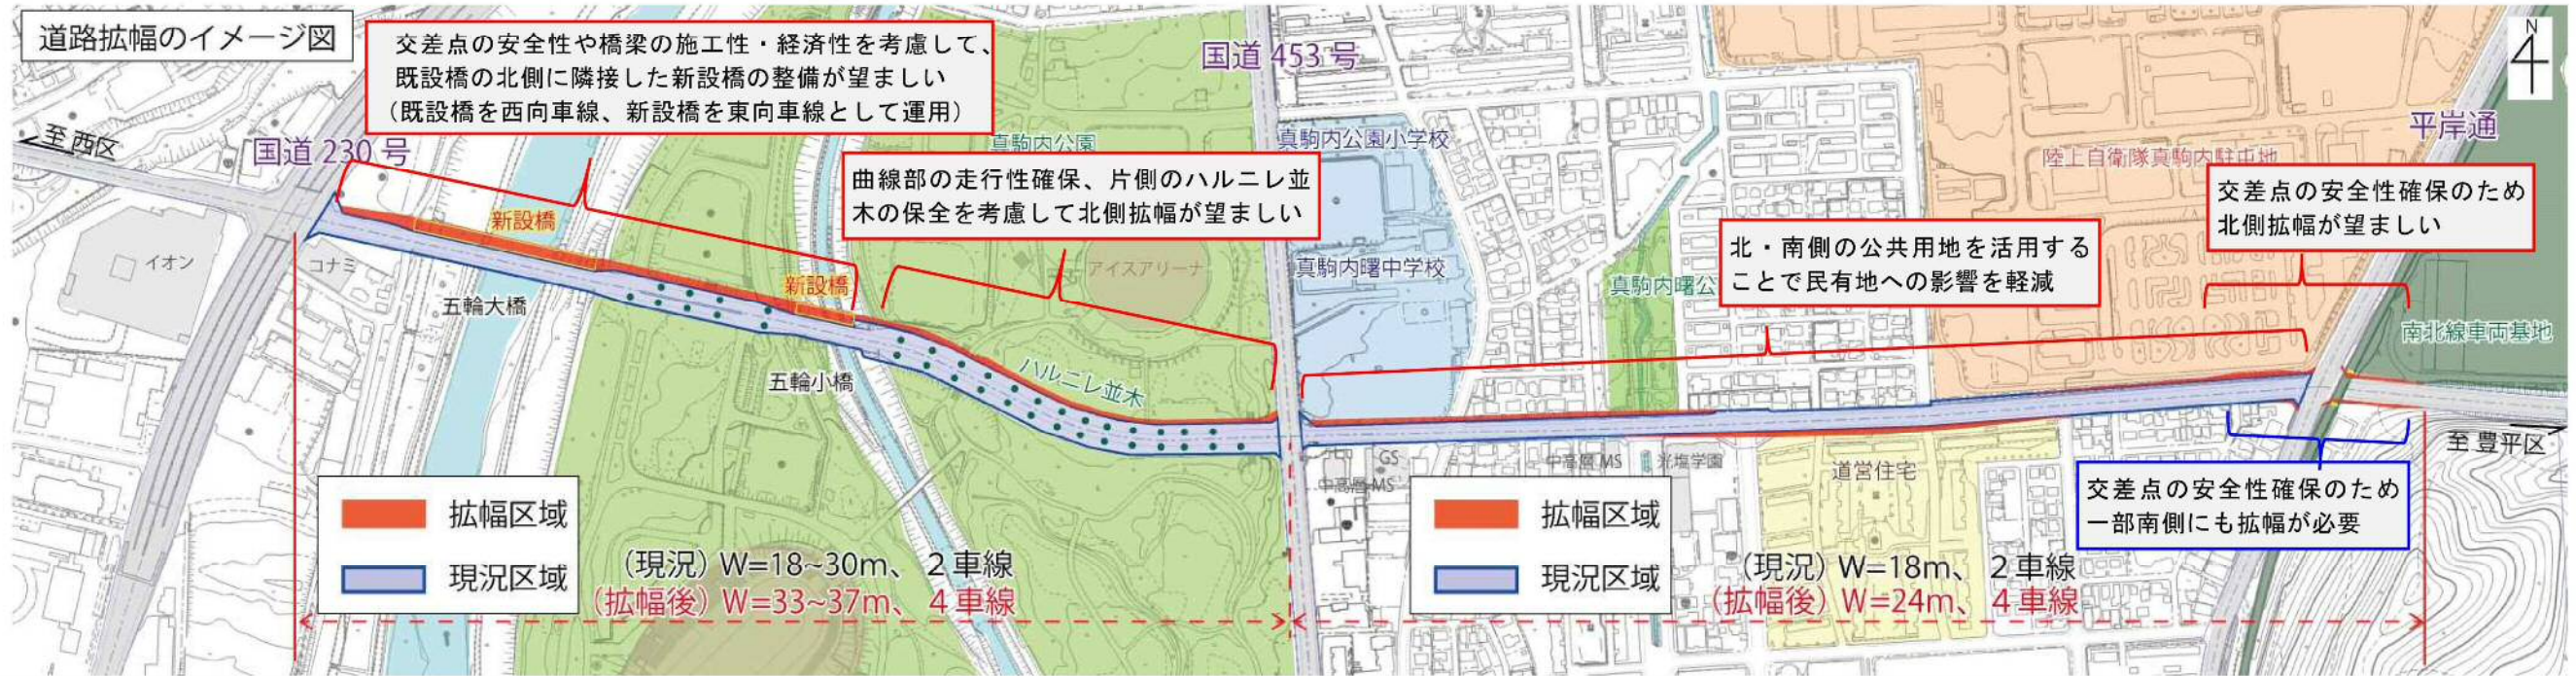 道路拡幅のイメージ図
交差点の安全性や橋梁の施工性・経済性を考慮して、
既設橋の北側に隣接した新設橋の整備が望ましい
（既設橋を西向車線、新設橋を東向車線として運用）
国道 453 号
N
至 西区
国道 230 号
真駒内公園
真駒内公園小学校
平岸通
陸上自衛隊真駒内駐屯地
曲線部の走行性確保、片側のハルニレ並
木の保全を考慮して北側拡幅が望ましい
交差点の安全性確保のため
北側拡幅が望ましい
新設橋
北・南側の公共用地を活用する
ことで民有地への影響を軽減
イオン
コナミ
新設橋
アイスアリーナ
真駒内曙中学校
真駒内曙公
五輪大橋
南北線車両基地
五輪小橋
ハルニレ並木
至 豊平区
GS
中高層 MS
光塩学園
中高層 MS
道営住宅
交差点の安全性確保のため
一部南側にも拡幅が必要
拡幅区域
現況区域
（現況）W=18~30m、 2 車線
（拡幅後）W=33~37m、 4 車線
拡幅区域
現況区域
（現況）W=18m、 2 車線
（拡幅後）W=24m、 4 車線